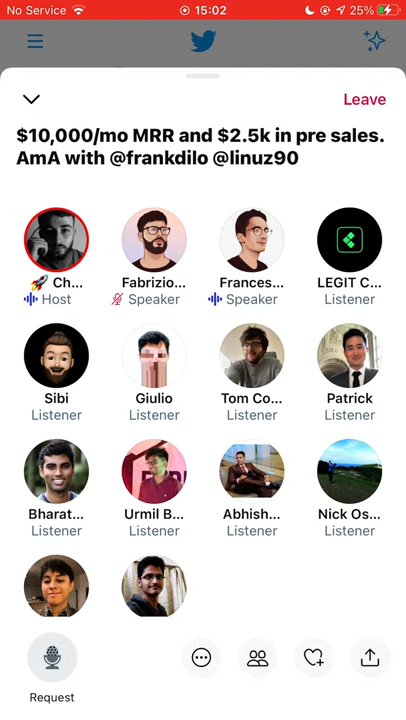 No Service 15:02 25%
Leave
$10,000/mo MRR and $2.5k in pre sales.
AmA with @frankdilo @linuz90
🚀 Ch... Fabrizio... Frances... LEGIT C...
Host Speaker Speaker Listener
Sibi Giulio Tom Co... Patrick
Listener Listener Listener Listener
Bharat... Urmil B... Abhish... Nick Os...
Listener Listener Listener Listener
Request